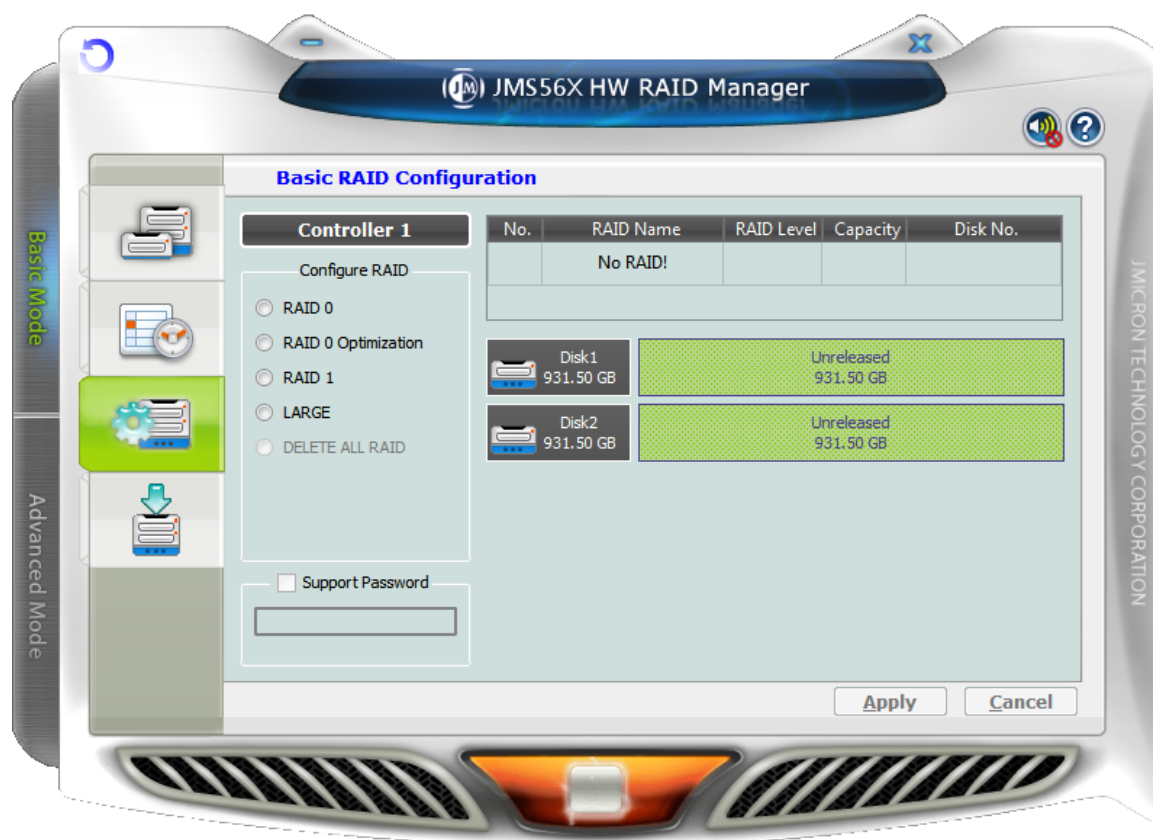 JM JMS56X HW RAID Manager
Basic Mode
Advanced Mode
Basic RAID Configuration
Controller 1
Configure RAID
RAID 0
RAID 0 Optimization
RAID 1
LARGE
DELETE ALL RAID
Support Password
No. RAID Name RAID Level Capacity Disk No.
No RAID!
Disk1 Unreleased
931.50 GB 931.50 GB
Disk2 Unreleased
931.50 GB 931.50 GB
Apply Cancel
JMICRON TECHNOLOGY CORPORATION